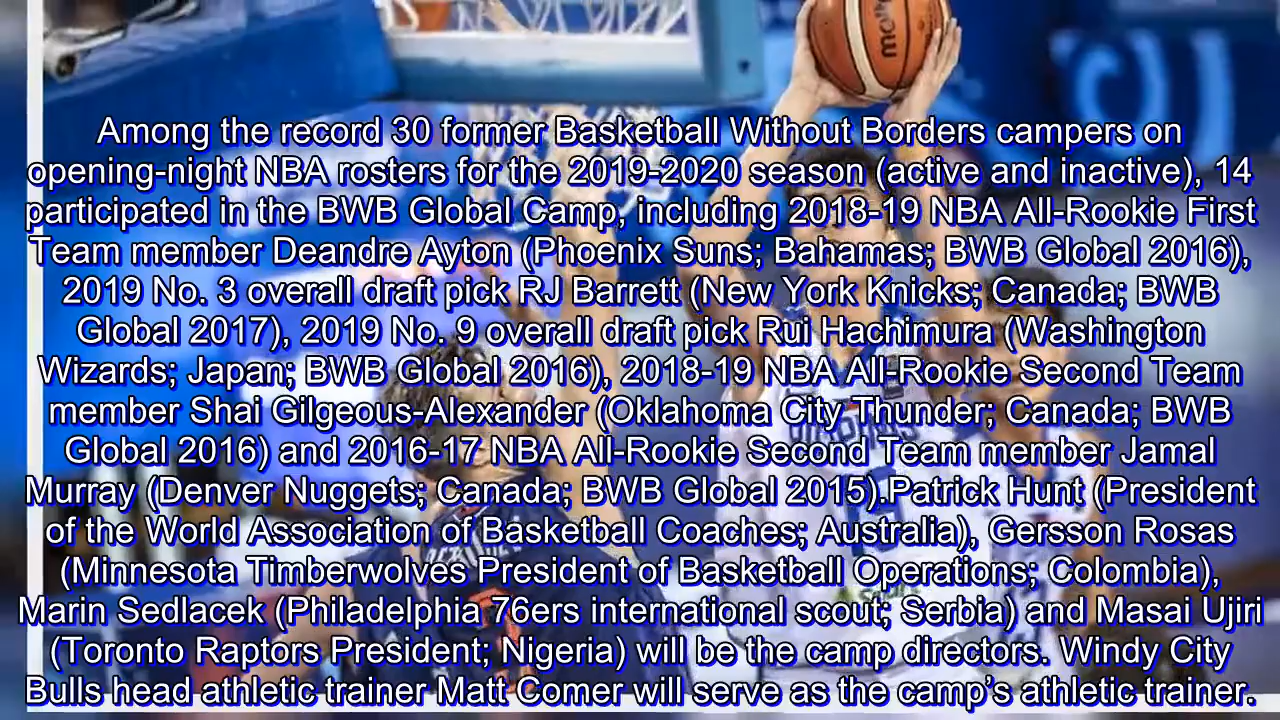 molten
Among the record 30 former Basketball Without Borders campers on
opening-night NBA rosters for the 2019-2020 season (active and inactive), 14
participated in the BWB Global Camp, including 2018-19 NBA All-Rookie First
Team member Deandre Ayton (Phoenix Suns; Bahamas; BWB Global 2016),
2019 No. 3 overall draft pick RJ Barrett (New York Knicks; Canada; BWB
Global 2017), 2019 No. 9 overall draft pick Rui Hachimura (Washington
Wizards; Japan; BWB Global 2016), 2018-19 NBA All-Rookie Second Team
member Shai Gilgeous-Alexander (Oklahoma City Thunder; Canada; BWB
Global 2016) and 2016-17 NBA All-Rookie Second Team member Jamal
Murray (Denver Nuggets; Canada; BWB Global 2015).Patrick Hunt (President
of the World Association of Basketball Coaches; Australia), Gersson Rosas
(Minnesota Timberwolves President of Basketball Operations; Colombia),
Marin Sedlacek (Philadelphia 76ers international scout; Serbia) and Masai Ujiri
(Toronto Raptors President; Nigeria) will be the camp directors. Windy City
Bulls head athletic trainer Matt Comer will serve as the camp’s athletic trainer.